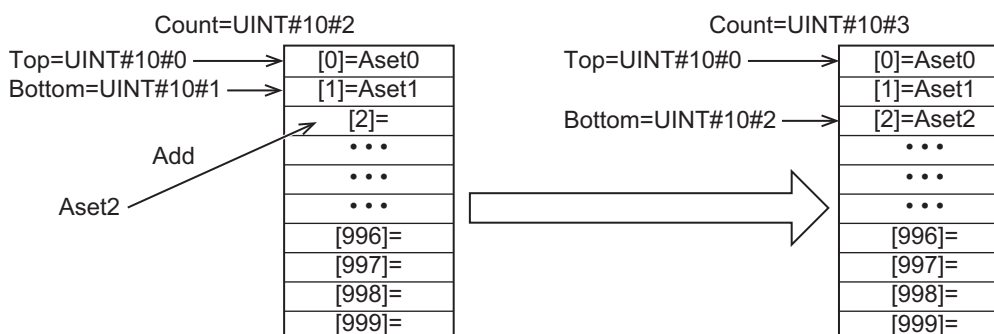 Count=UINT#10#2
Top=UINT#10#0
[0]=Aset0
Bottom=UINT#10#1
[1]=Aset1
[2]=
• • •
Add
• • •
Aset2
• • •
[996]=
[997]=
[998]=
[999]=
Count=UINT#10#3
Top=UINT#10#0
[0]=Aset0
[1]=Aset1
Bottom=UINT#10#2
[2]=Aset2
• • •
• • •
• • •
[996]=
[997]=
[998]=
[999]=